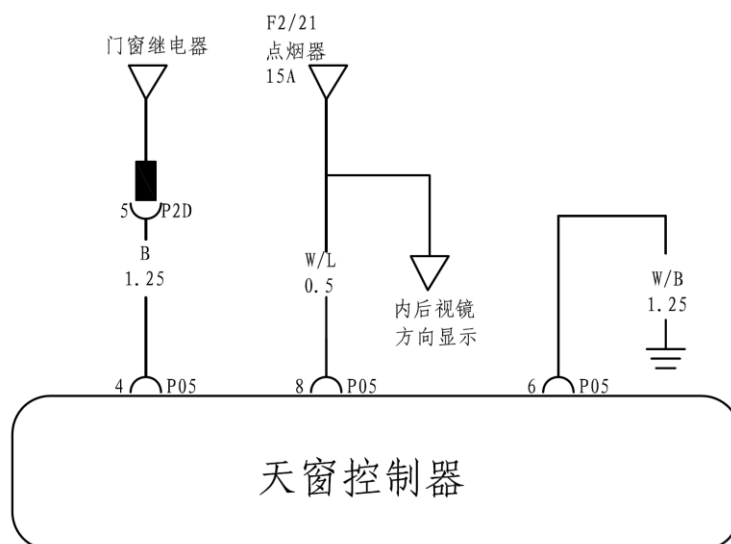 F2/21
门窗继电器
点烟器
15A
5
P2D
B
1.25
W/L
0.5
W/B
1.25
内后视镜
方向显示
4
P05
8
P05
6
P05
天窗控制器